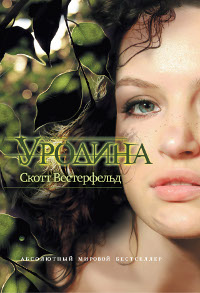 УРОДИНА
Скотт Вестерфельд
АБСОЛЮТНЫЙ МИРОВОЙ БЕСТСЕЛЛЕР